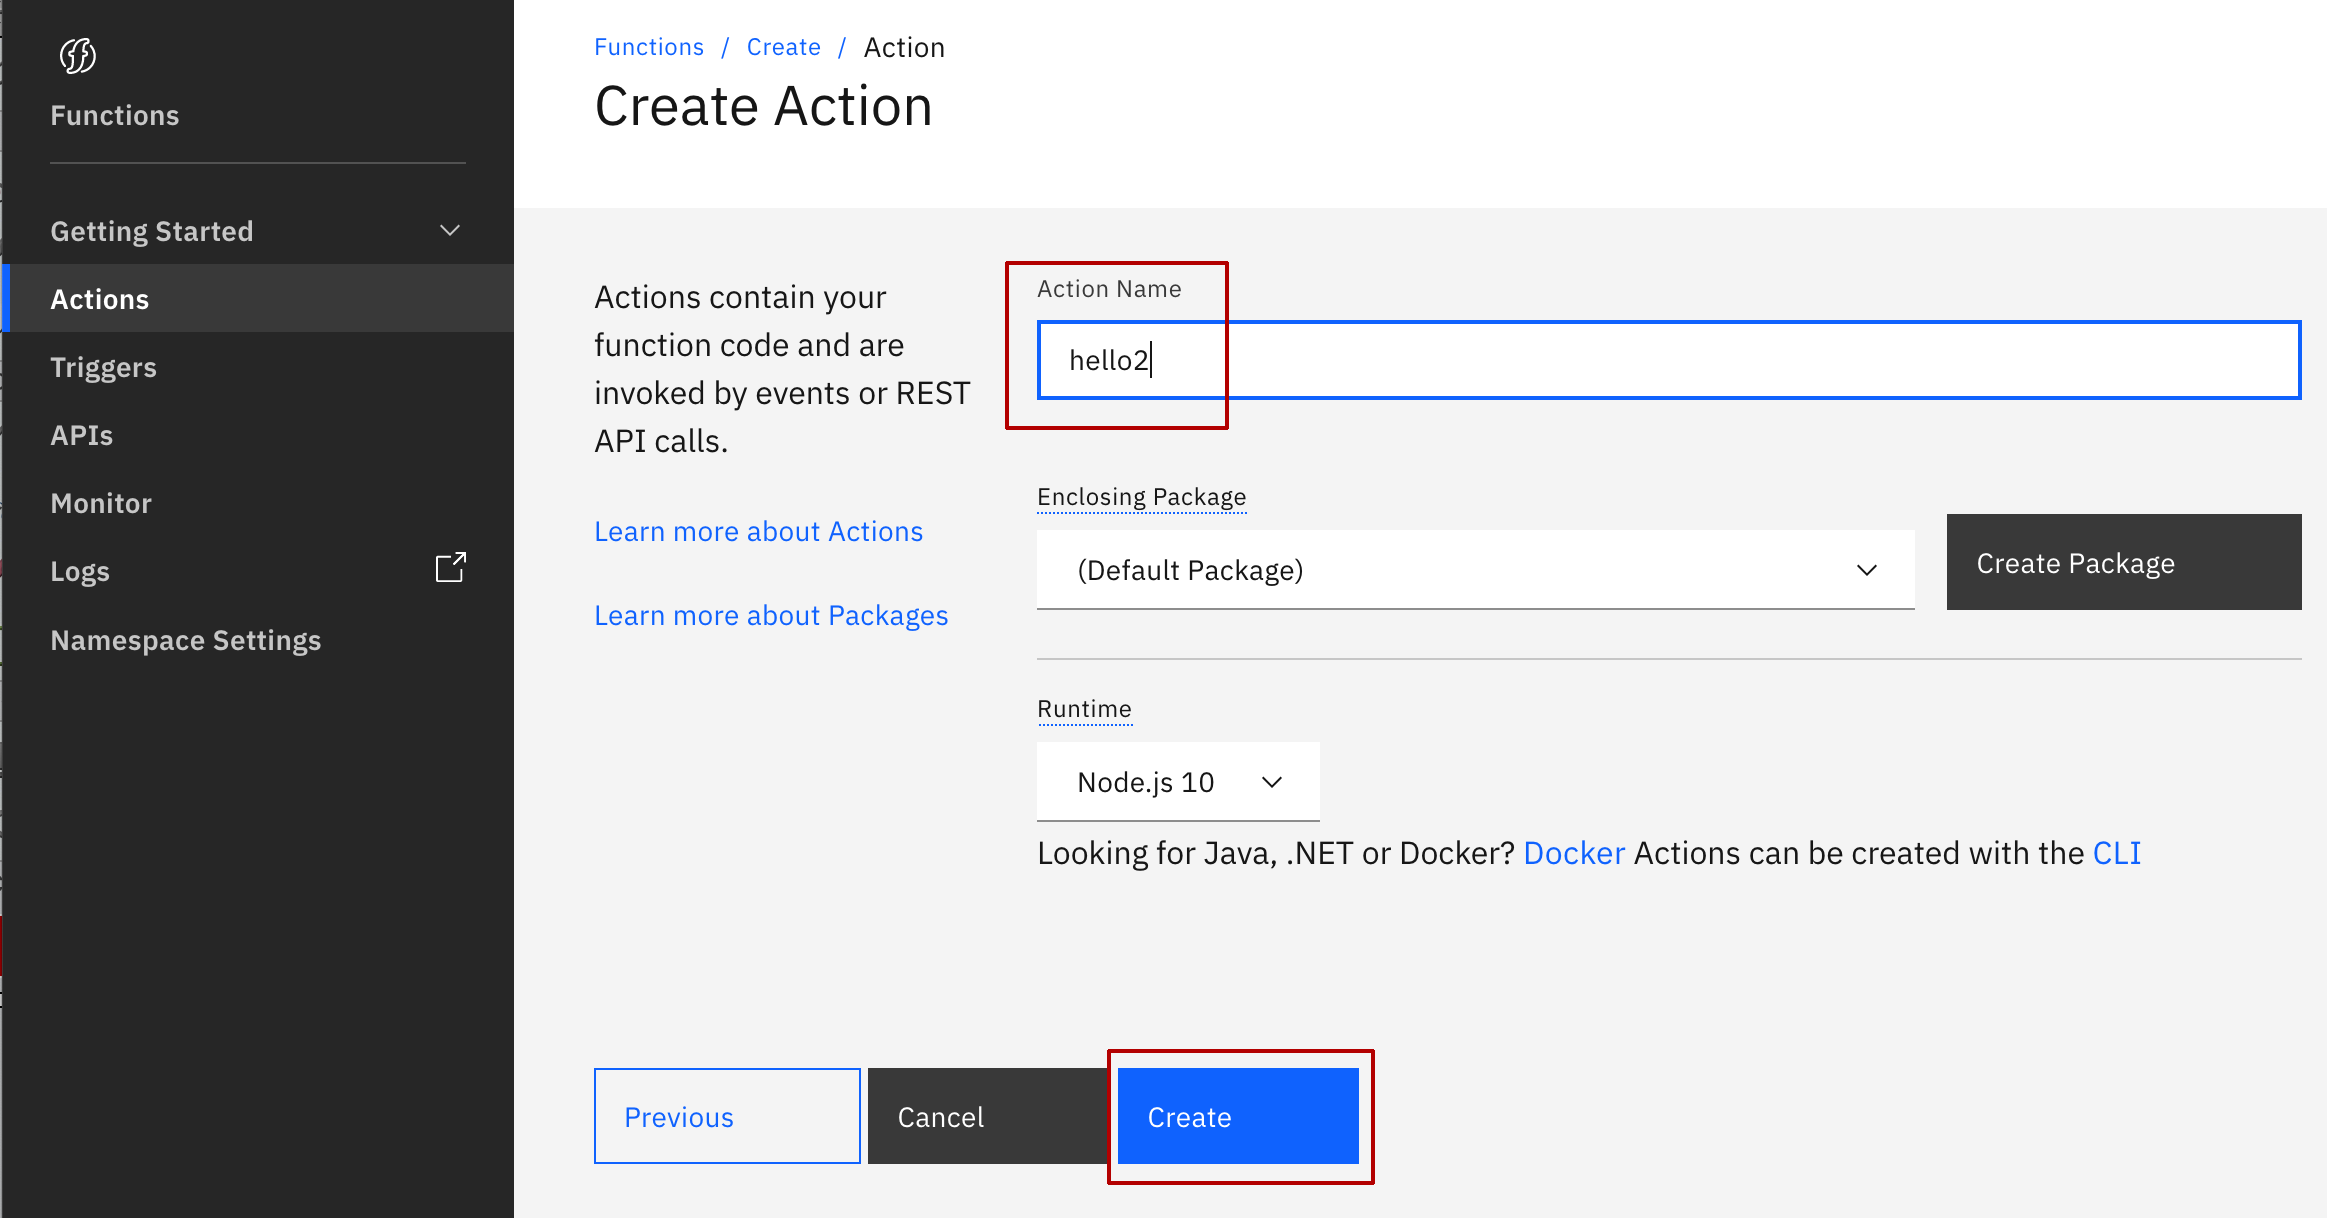 Functions
Getting Started
Actions
Triggers
APIs
Monitor
Logs
Namespace Settings
Functions / Create / Action
Create Action
Actions contain your
function code and are
invoked by events or REST
API calls.
Learn more about Actions
Learn more about Packages
Action Name
hello2
Enclosing Package
(Default Package)
Create Package
Runtime
Node.js 10
Looking for Java, .NET or Docker? Docker Actions can be created with the CLI
Previous
Cancel
Create